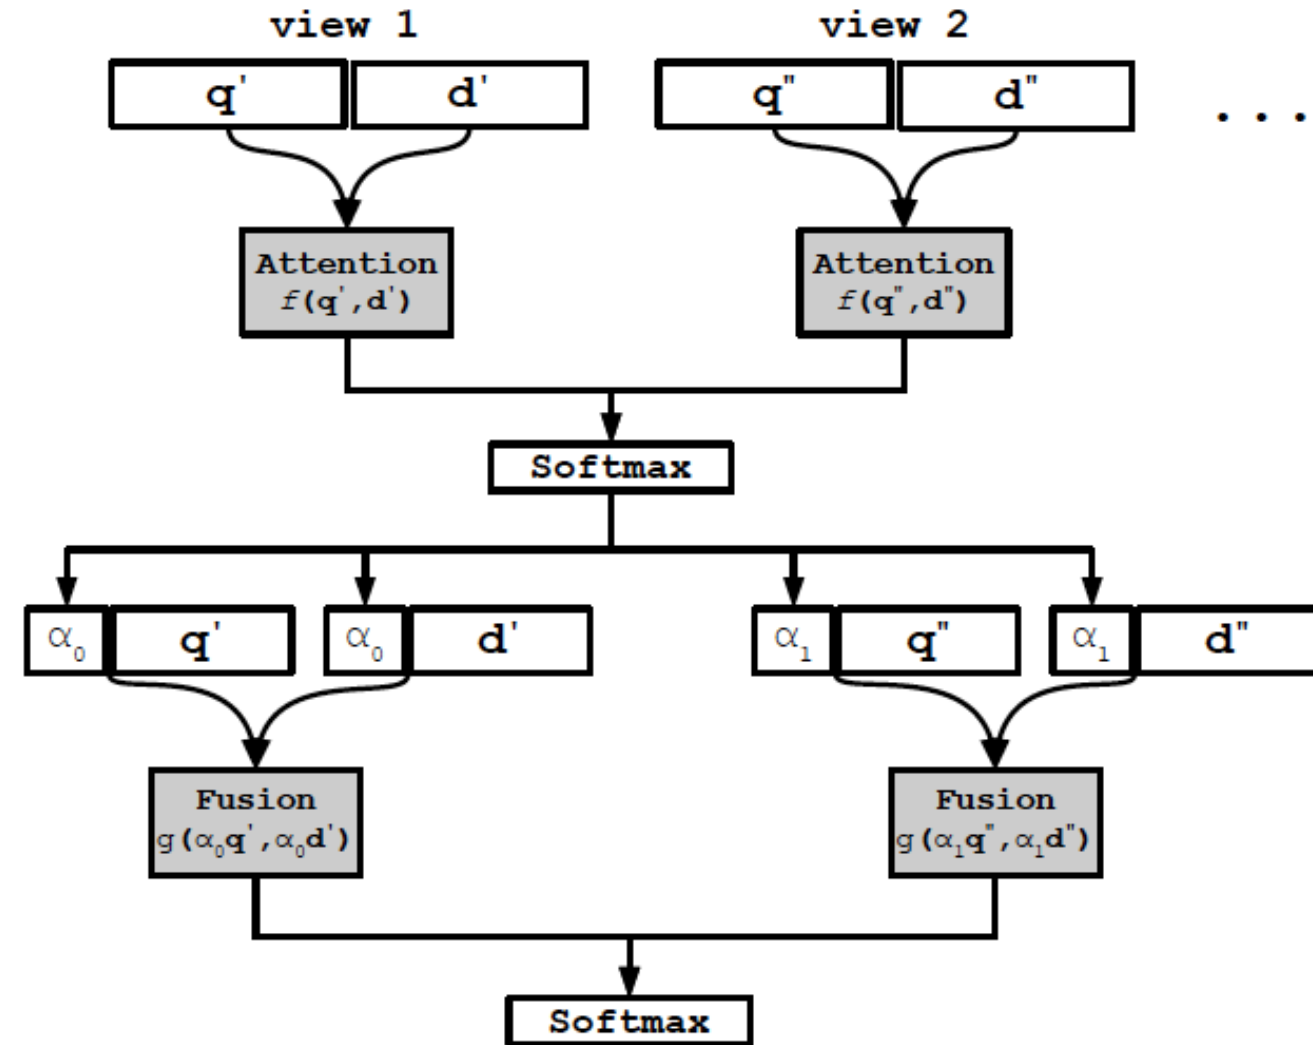 view 1 view 2
q' d' q" d" ...
Attention Attention
f(q',d') f(q",d")
Softmax
α₀ q' α₀ d' α₁ q" α₁ d"
Fusion Fusion
g(α₀q',α₀d') g(α₁q",α₁d")
Softmax